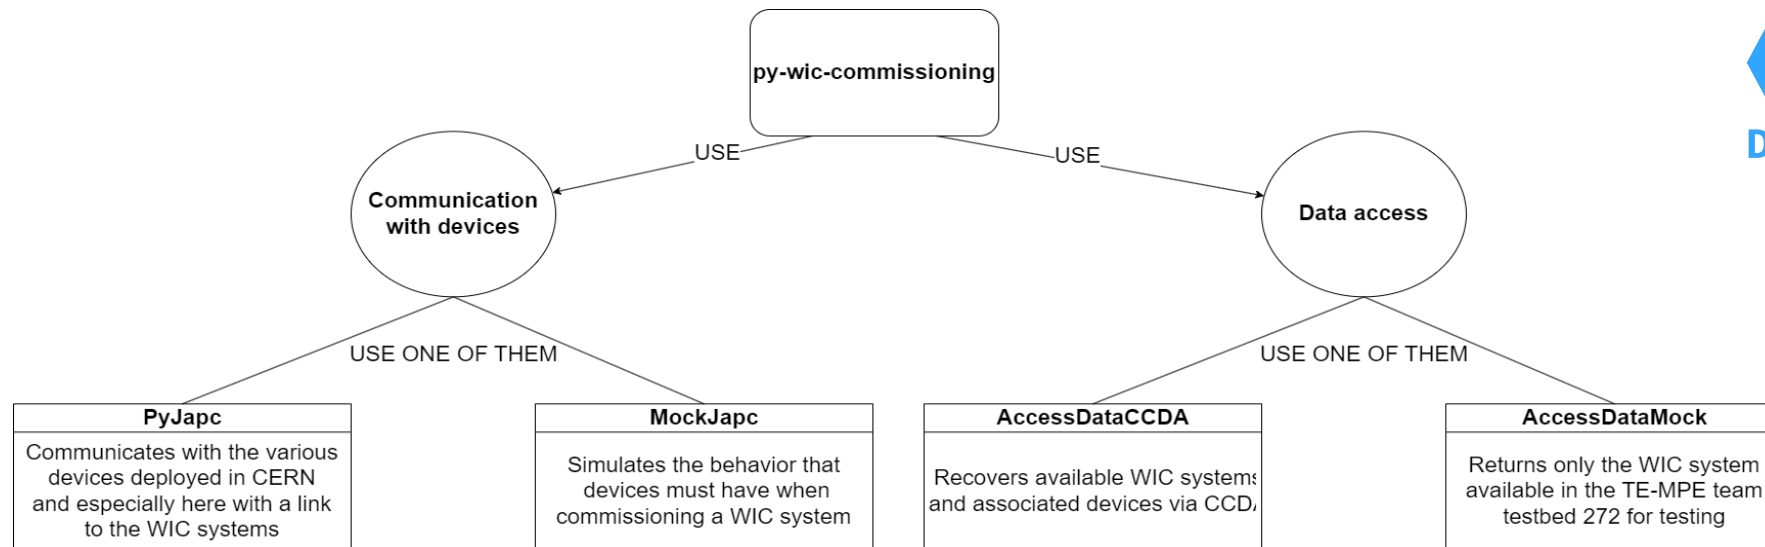 py-wic-commissioning
USE
USE
Communication
with devices
Data access
USE ONE OF THEM
USE ONE OF THEM
PyJapc
Communicates with the various
devices deployed in CERN
and especially here with a link
to the WIC systems
MockJapc
Simulates the behavior that
devices must have when
commissioning a WIC system
AccessDataCCDA
Recovers available WIC systems
and associated devices via CCDA
AccessDataMock
Returns only the WIC system
available in the TE-MPE team
testbed 272 for testing
D